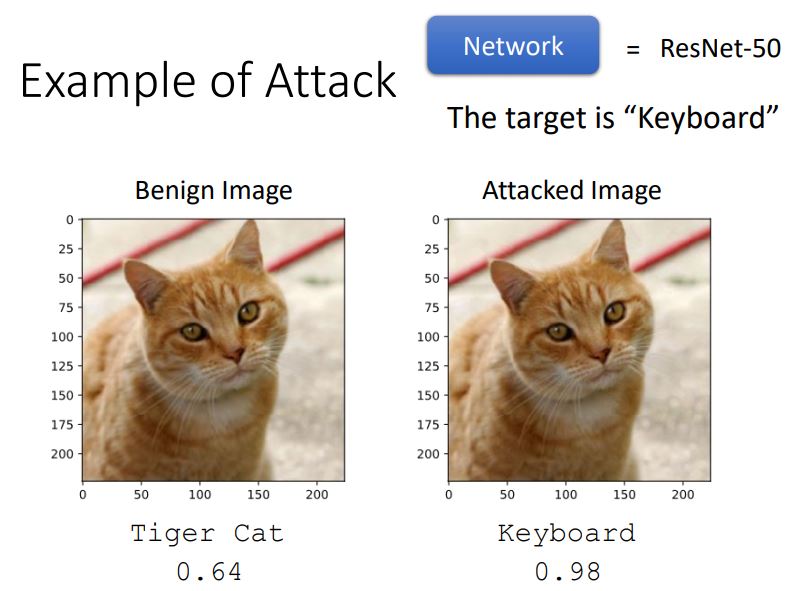 Example of Attack
Network = ResNet-50
The target is “Keyboard”
Benign Image
0
25
50
75
100
125
150
175
200
0 50 100 150 200
Tiger Cat
0.64
Attacked Image
0
25
50
75
100
125
150
175
200
0 50 100 150 200
Keyboard
0.98